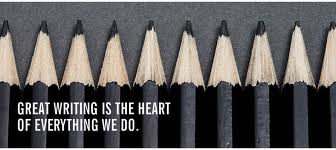 GREAT WRITING IS THE HEART
OF EVERYTHING WE DO.